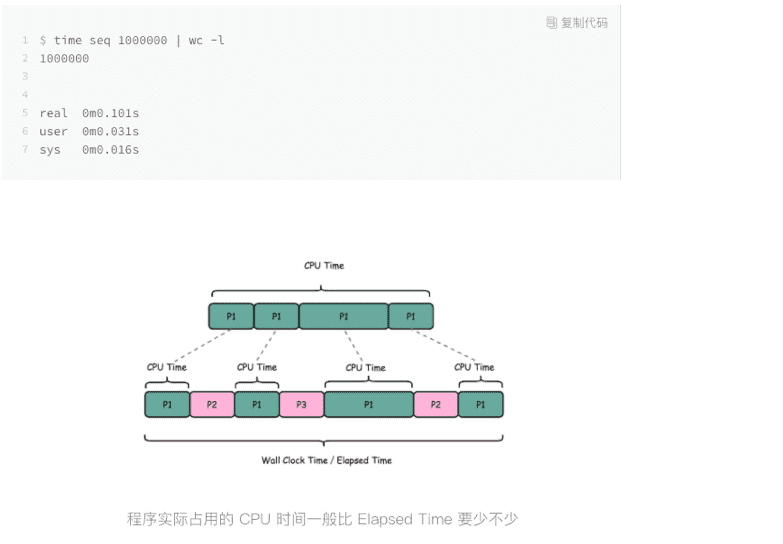 复制代码
1 $ time seq 1000000 | wc -l
2 1000000
3
4
5 real 0m0.101s
6 user 0m0.031s
7 sys 0m0.016s
CPU Time
P1 P1 P1 P1
CPU Time CPU Time CPU Time CPU Time
P1 P2 P1 P3 P1 P2 P1
Wall Clock Time / Elapsed Time
程序实际占用的 CPU 时间一般比 Elapsed Time 要少不少